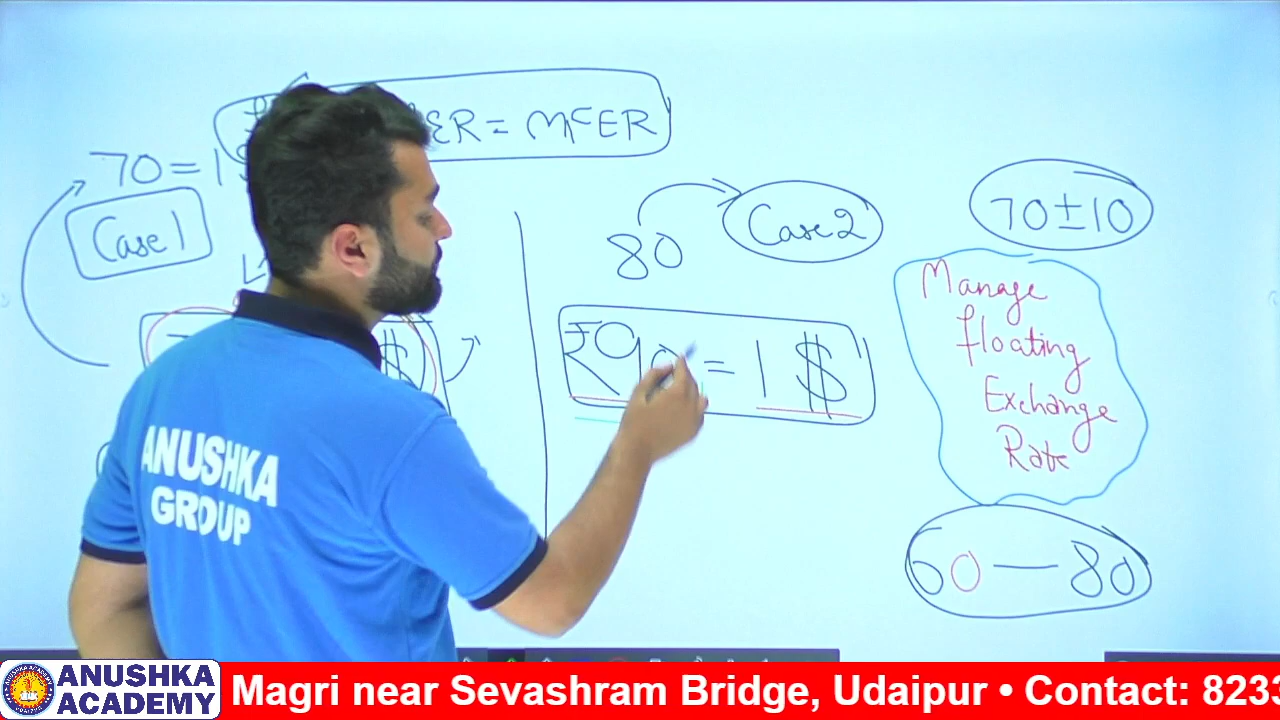 ER = MFER
70 = 1
Case 1
80
Case 2
70 ± 10
Manage
floating
Exchange
Rate
₹90 = 1 $
$
60 — 80
ANUSHKA
GROUP
ANUSHKA
ACADEMY
Magri near Sevashram Bridge, Udaipur • Contact: 823